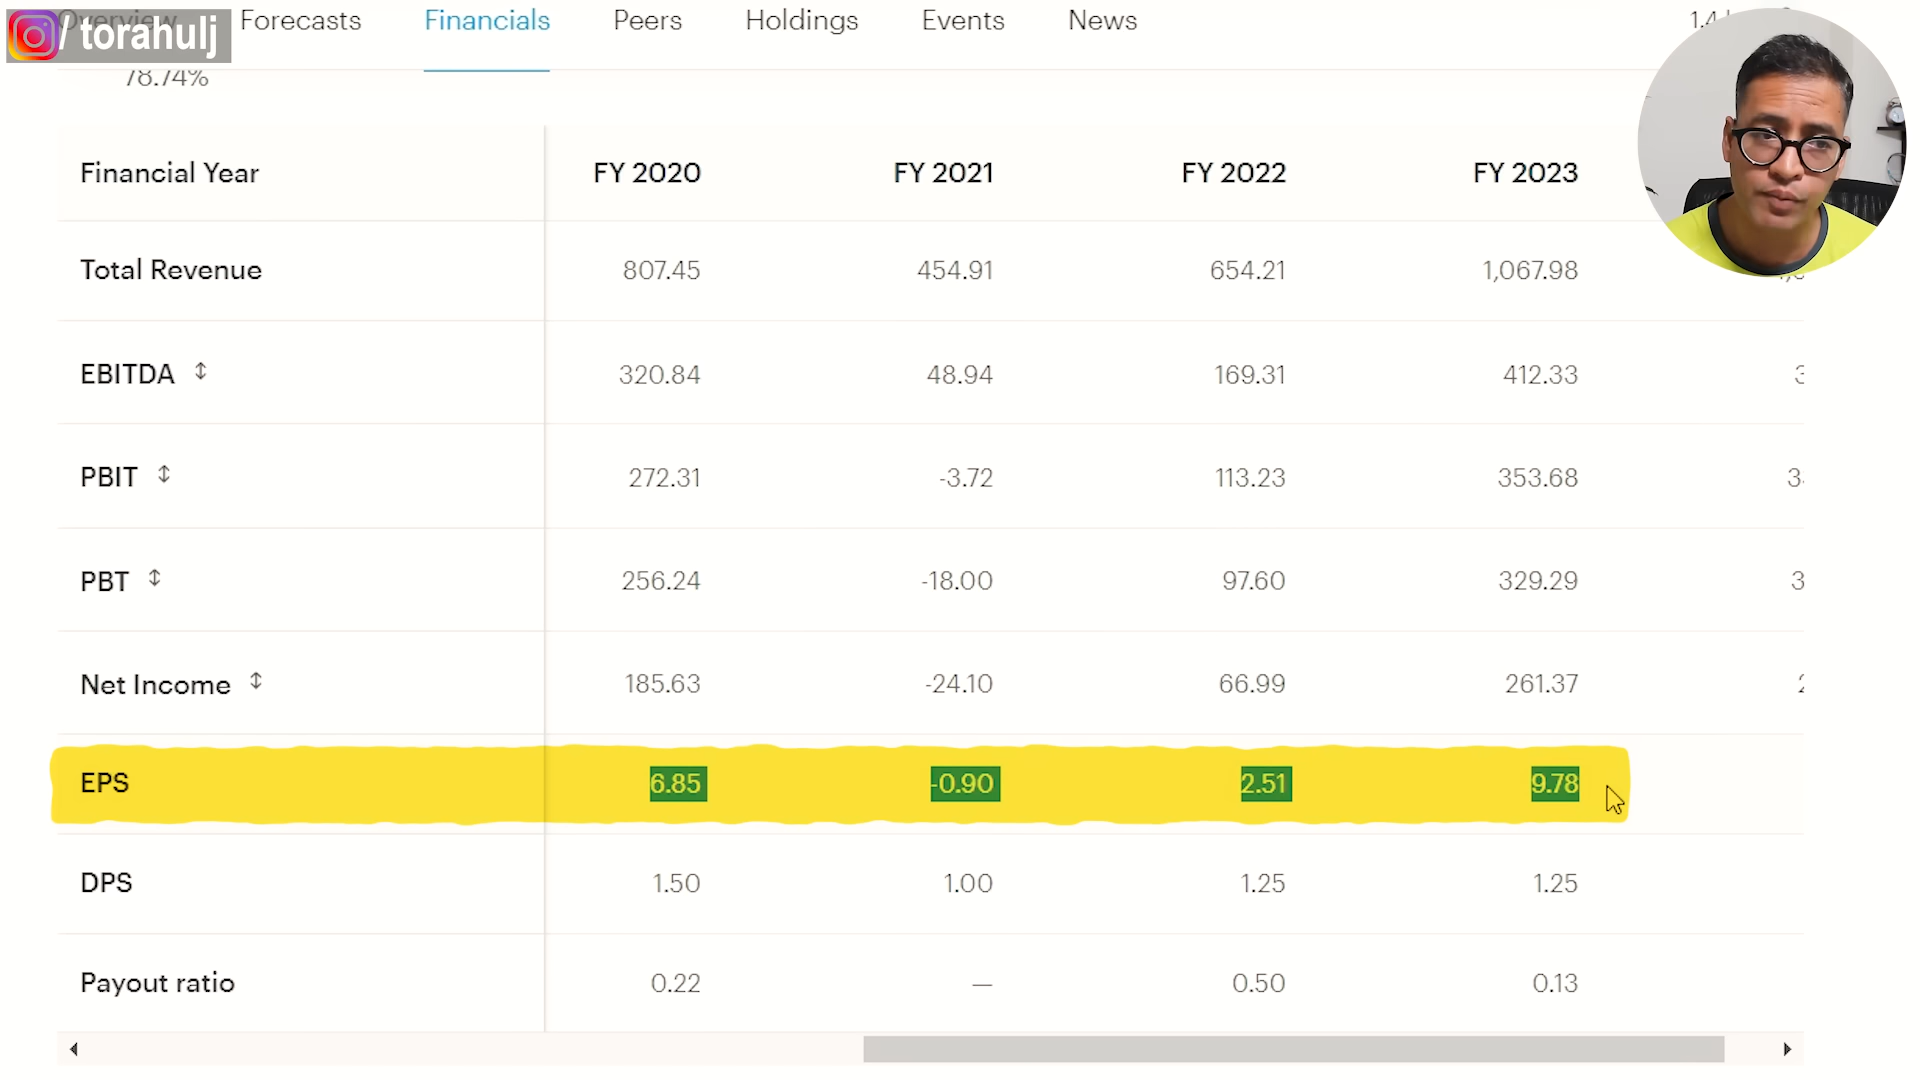 / torahulj
Overview Forecasts Financials Peers Holdings Events News
78.74%
Financial Year FY 2020 FY 2021 FY 2022 FY 2023
Total Revenue 807.45 454.91 654.21 1,067.98
EBITDA 320.84 48.94 169.31 412.33
PBIT 272.31 -3.72 113.23 353.68
PBT 256.24 -18.00 97.60 329.29
Net Income 185.63 -24.10 66.99 261.37
EPS 6.85 -0.90 2.51 9.78
DPS 1.50 1.00 1.25 1.25
Payout ratio 0.22 — 0.50 0.13